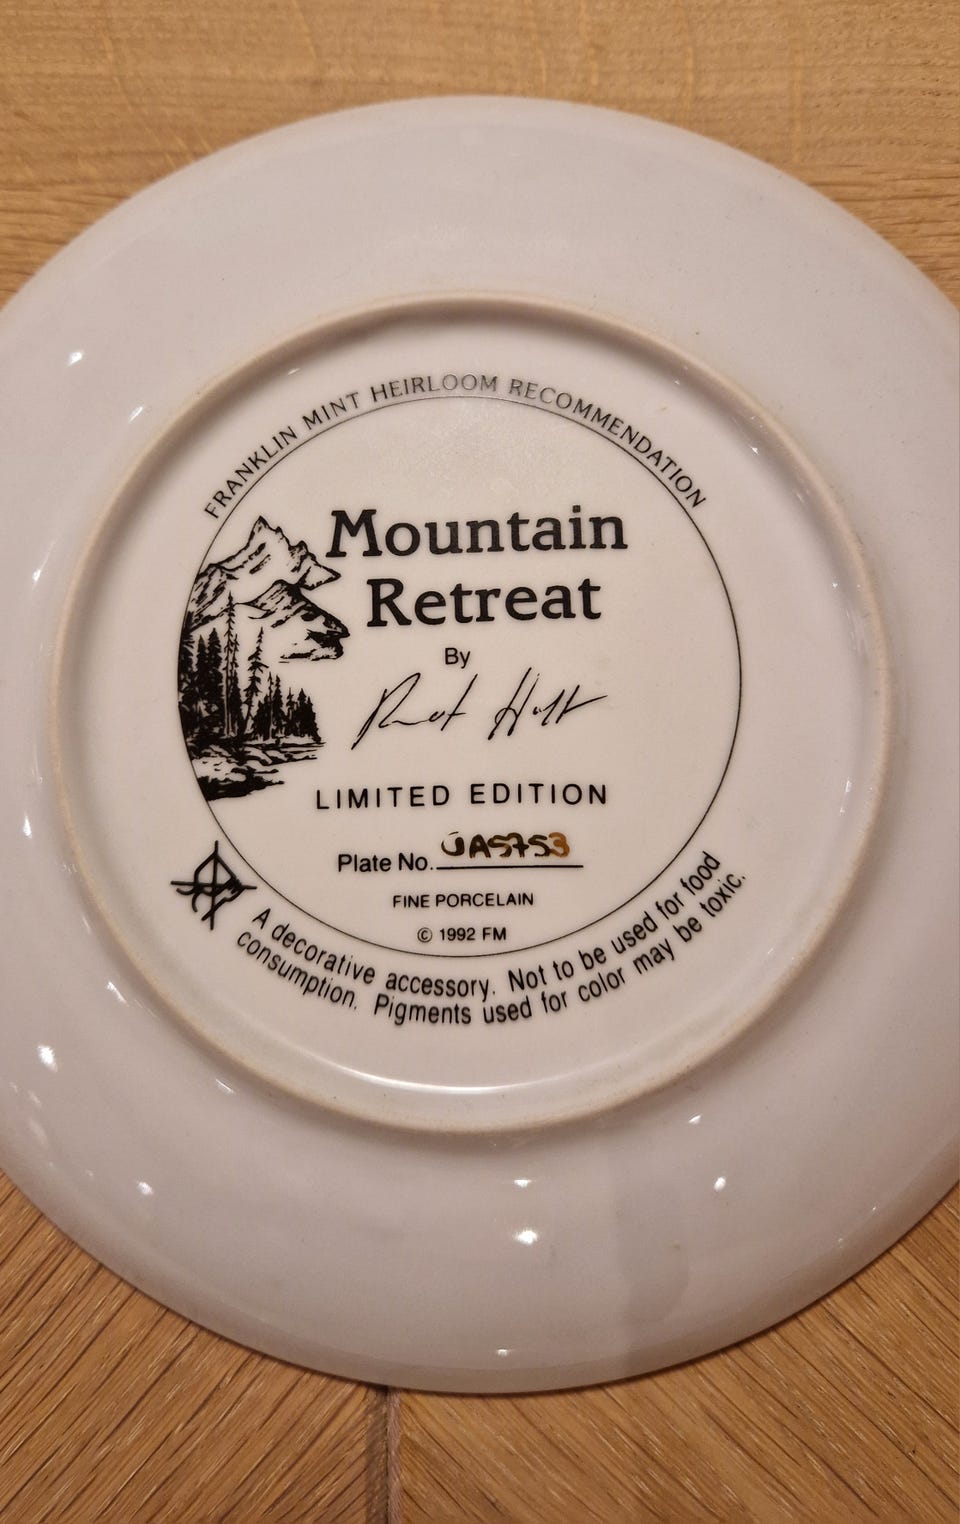 FRANKLIN MINT HEIRLOOM RECOMMENDATION
Mountain
Retreat
By
LIMITED EDITION
Plate No. JA5753
FINE PORCELAIN
© 1992 FM
A decorative accessory. Not to be used for food
consumption. Pigments used for color may be toxic.